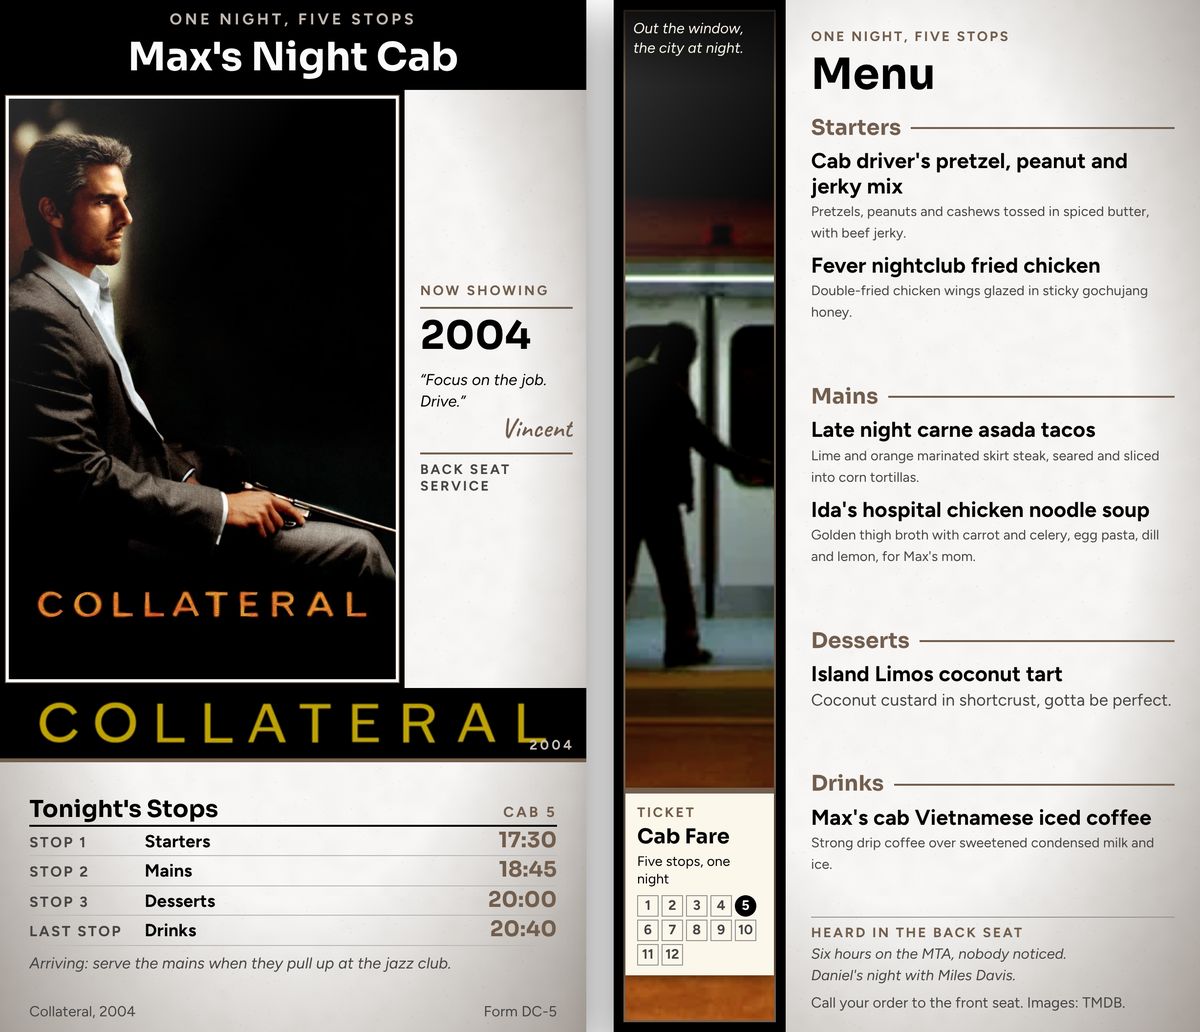 ONE NIGHT, FIVE STOPS
Max's Night Cab
COLLATERAL
NOW SHOWING
2004
“Focus on the job.
Drive.”
Vincent
BACK SEAT
SERVICE
COLLATERAL
2004
Tonight's Stops
CAB 5
STOP 1 Starters 17:30
STOP 2 Mains 18:45
STOP 3 Desserts 20:00
LAST STOP Drinks 20:40
Arriving: serve the mains when they pull up at the jazz club.
Collateral, 2004
Form DC-5
Out the window,
the city at night.
TICKET
Cab Fare
Five stops, one
night
1 2 3 4 5
6 7 8 9 10
11 12
ONE NIGHT, FIVE STOPS
Menu
Starters
Cab driver's pretzel, peanut and
jerky mix
Pretzels, peanuts and cashews tossed in spiced butter,
with beef jerky.
Fever nightclub fried chicken
Double-fried chicken wings glazed in sticky gochujang
honey.
Mains
Late night carne asada tacos
Lime and orange marinated skirt steak, seared and sliced
into corn tortillas.
Ida's hospital chicken noodle soup
Golden thigh broth with carrot and celery, egg pasta, dill
and lemon, for Max's mom.
Desserts
Island Limos coconut tart
Coconut custard in shortcrust, gotta be perfect.
Drinks
Max's cab Vietnamese iced coffee
Strong drip coffee over sweetened condensed milk and
ice.
HEARD IN THE BACK SEAT
Six hours on the MTA, nobody noticed.
Daniel's night with Miles Davis.
Call your order to the front seat. Images: TMDB.